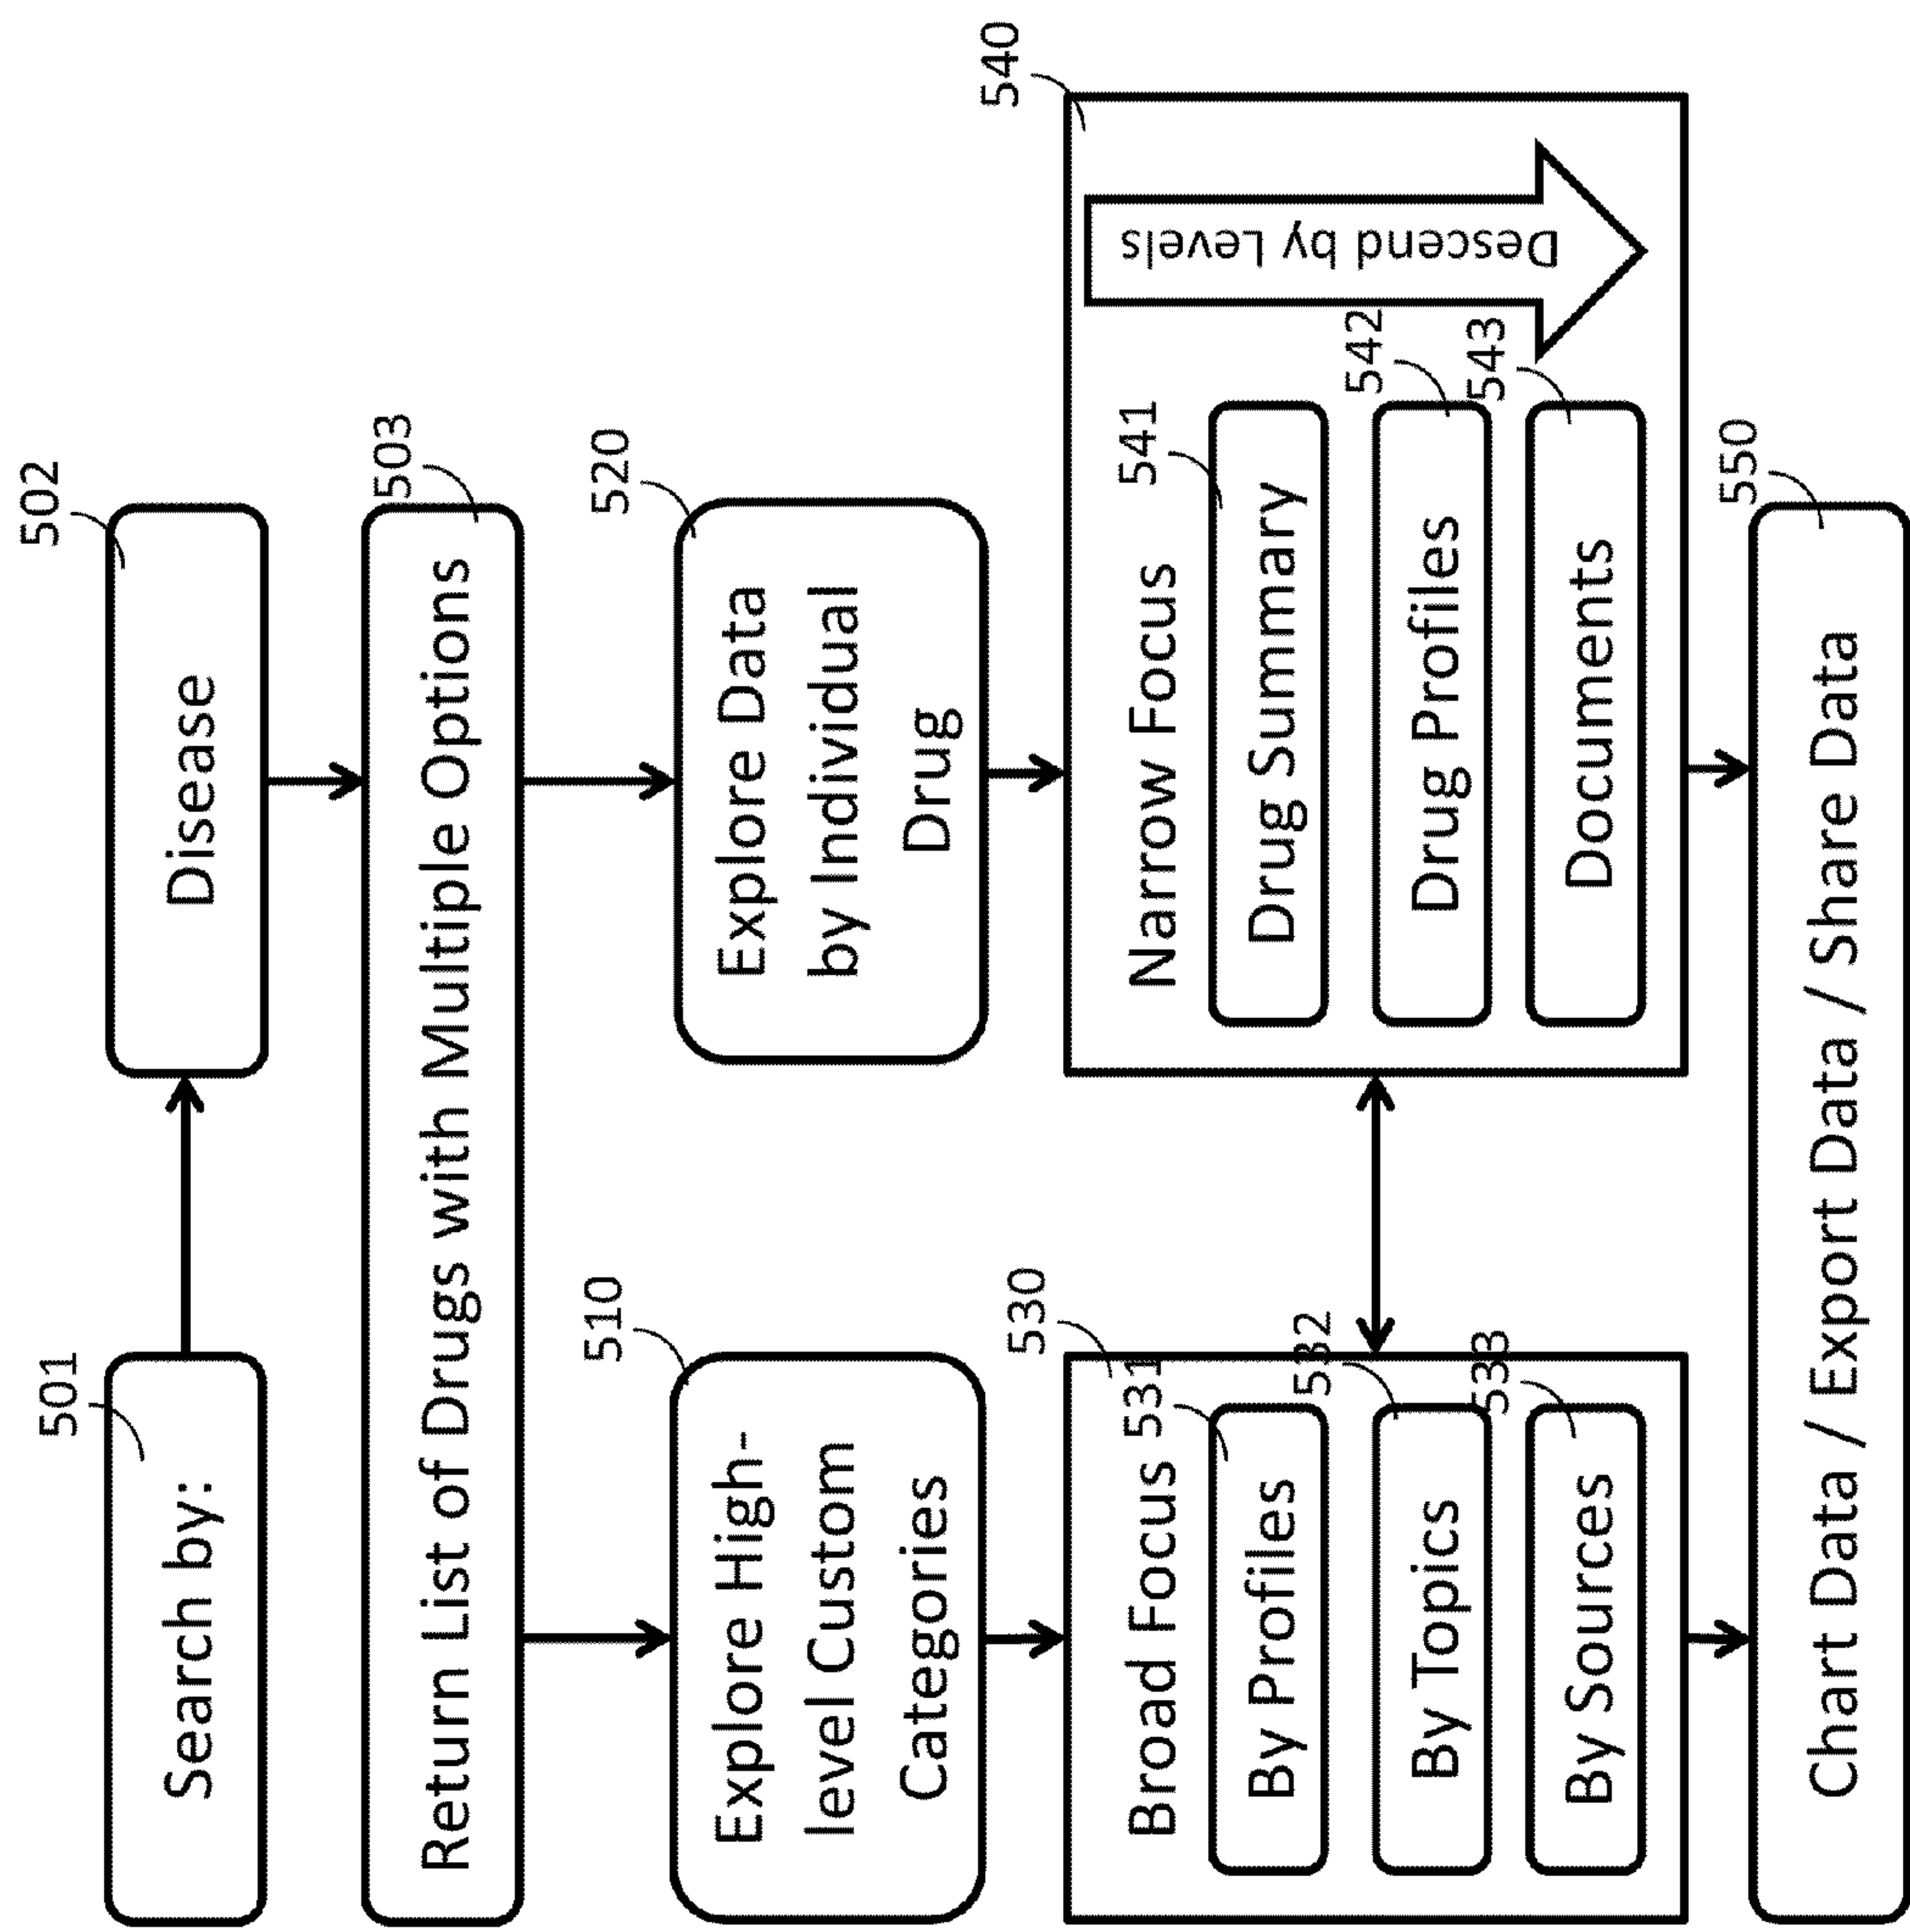 501
Search by:
502
Disease
503
Return List of Drugs with Multiple Options
510
Explore High-
level Custom
Categories
520
Explore Data
by Individual
Drug
530
Broad Focus
531
By Profiles
532
By Topics
533
By Sources
540
Narrow Focus
541
Drug Summary
542
Drug Profiles
543
Documents
Descend by Levels
550
Chart Data / Export Data / Share Data